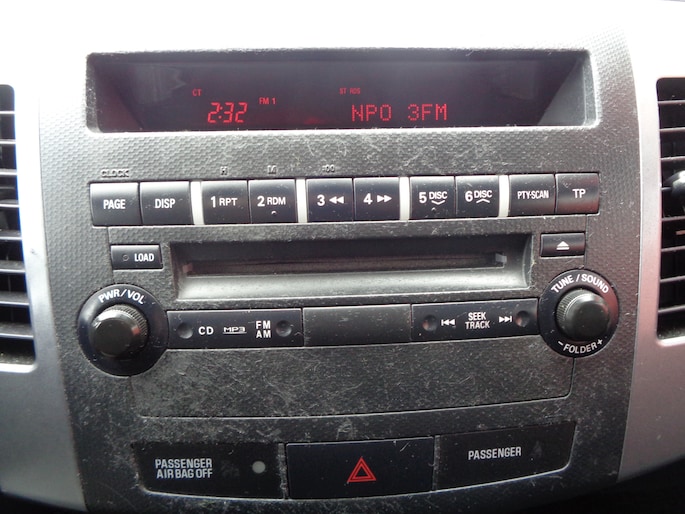 CT
ST RDS
2:32 FM 1 NPO 3FM
CLOCK H M :00
PAGE DISP 1 RPT 2 RDM 3 ◄◄ 4 ►► 5 DISC 6 DISC PTY-SCAN TP
LOAD
PWR/VOL
TUNE / SOUND
CD MP3 FM AM
SEEK TRACK
−FOLDER+
PASSENGER AIR BAG OFF
PASSENGER